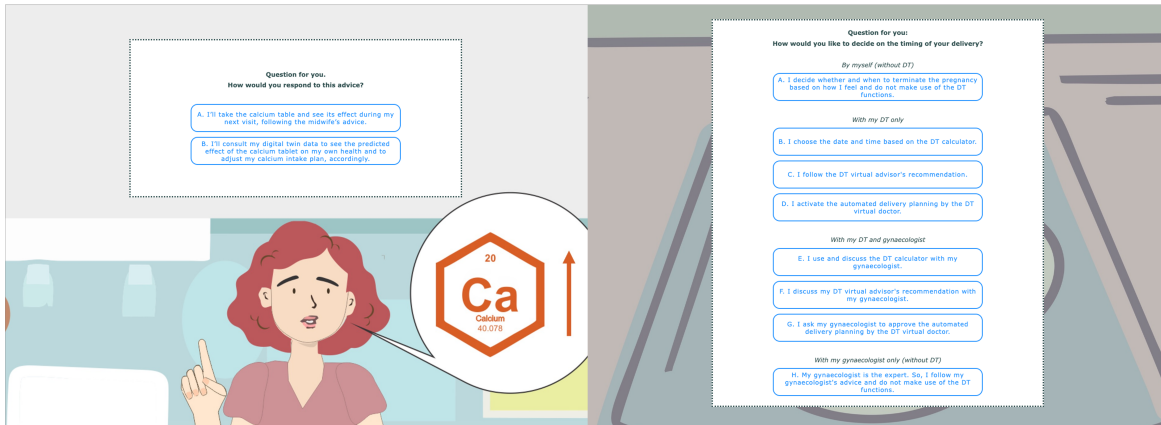 Question for you.
How would you respond to this advice?
A. I'll take the calcium table and see its effect during my
next visit, following the midwife's advice.
B. I'll consult my digital twin data to see the predicted
effect of the calcium tablet on my own health and to
adjust my calcium intake plan, accordingly.
20
Ca
Calcium
40.078
Question for you:
How would you like to decide on the timing of your delivery?
By myself (without DT)
A. I decide whether and when to terminate the pregnancy
based on how I feel and do not make use of the DT
functions.
With my DT only
B. I choose the date and time based on the DT calculator.
C. I follow the DT virtual advisor's recommendation.
D. I activate the automated delivery planning by the DT
virtual doctor.
With my DT and gynaecologist
E. I use and discuss the DT calculator with my
gynaecologist.
F. I discuss my DT virtual advisor's recommendation with
my gynaecologist.
G. I ask my gynaecologist to approve the automated
delivery planning by the DT virtual doctor.
With my gynaecologist only (without DT)
H. My gynaecologist is the expert. So, I follow my
gynaecologist's advice and do not make use of the DT
functions.